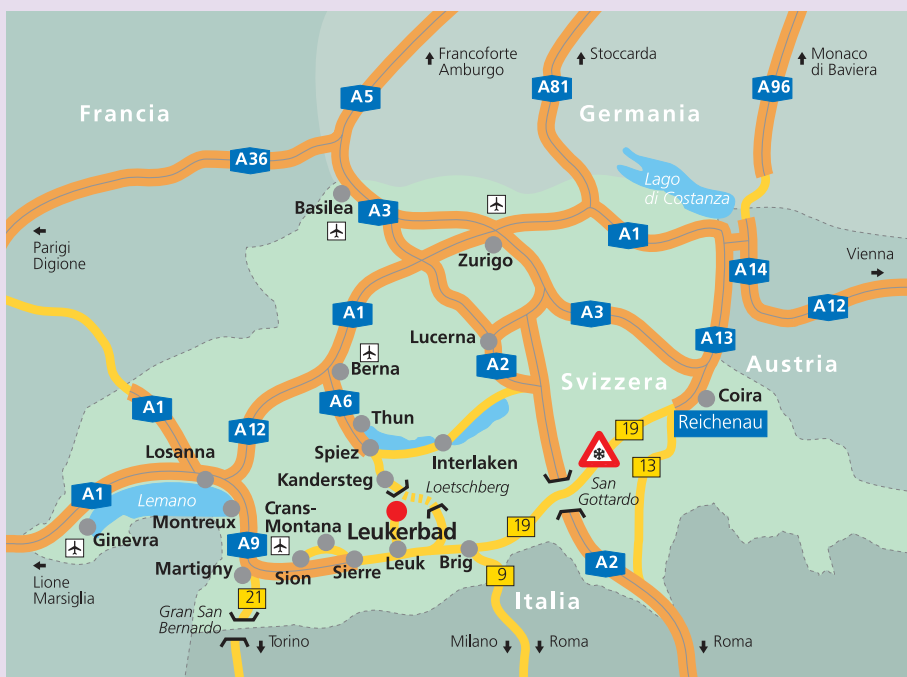 Francoforte
Amburgo
Stoccarda
Monaco
di Baviera
A5
A81
A96
Francia
Germania
A36
Lago
di Costanza
Basilea
A3
A1
Zurigo
Parigi
Digione
Vienna
A14
A12
A1
A3
Lucerna
A13
A2
Berna
Svizzera
Austria
A6
Coira
A1
Thun
Reichenau
A12
19
Losanna
Spiez
Interlaken
13
Kandersteg
Loetschberg
San
Gottardo
A1
Lemano
Montreux
Crans-
Montana
19
Leukerbad
Ginevra
A9
Leuk
Brig
Sierre
Sion
Martigny
A2
9
Lione
Marsiglia
21
Italia
Gran San
Bernardo
Torino
Milano
Roma
Roma